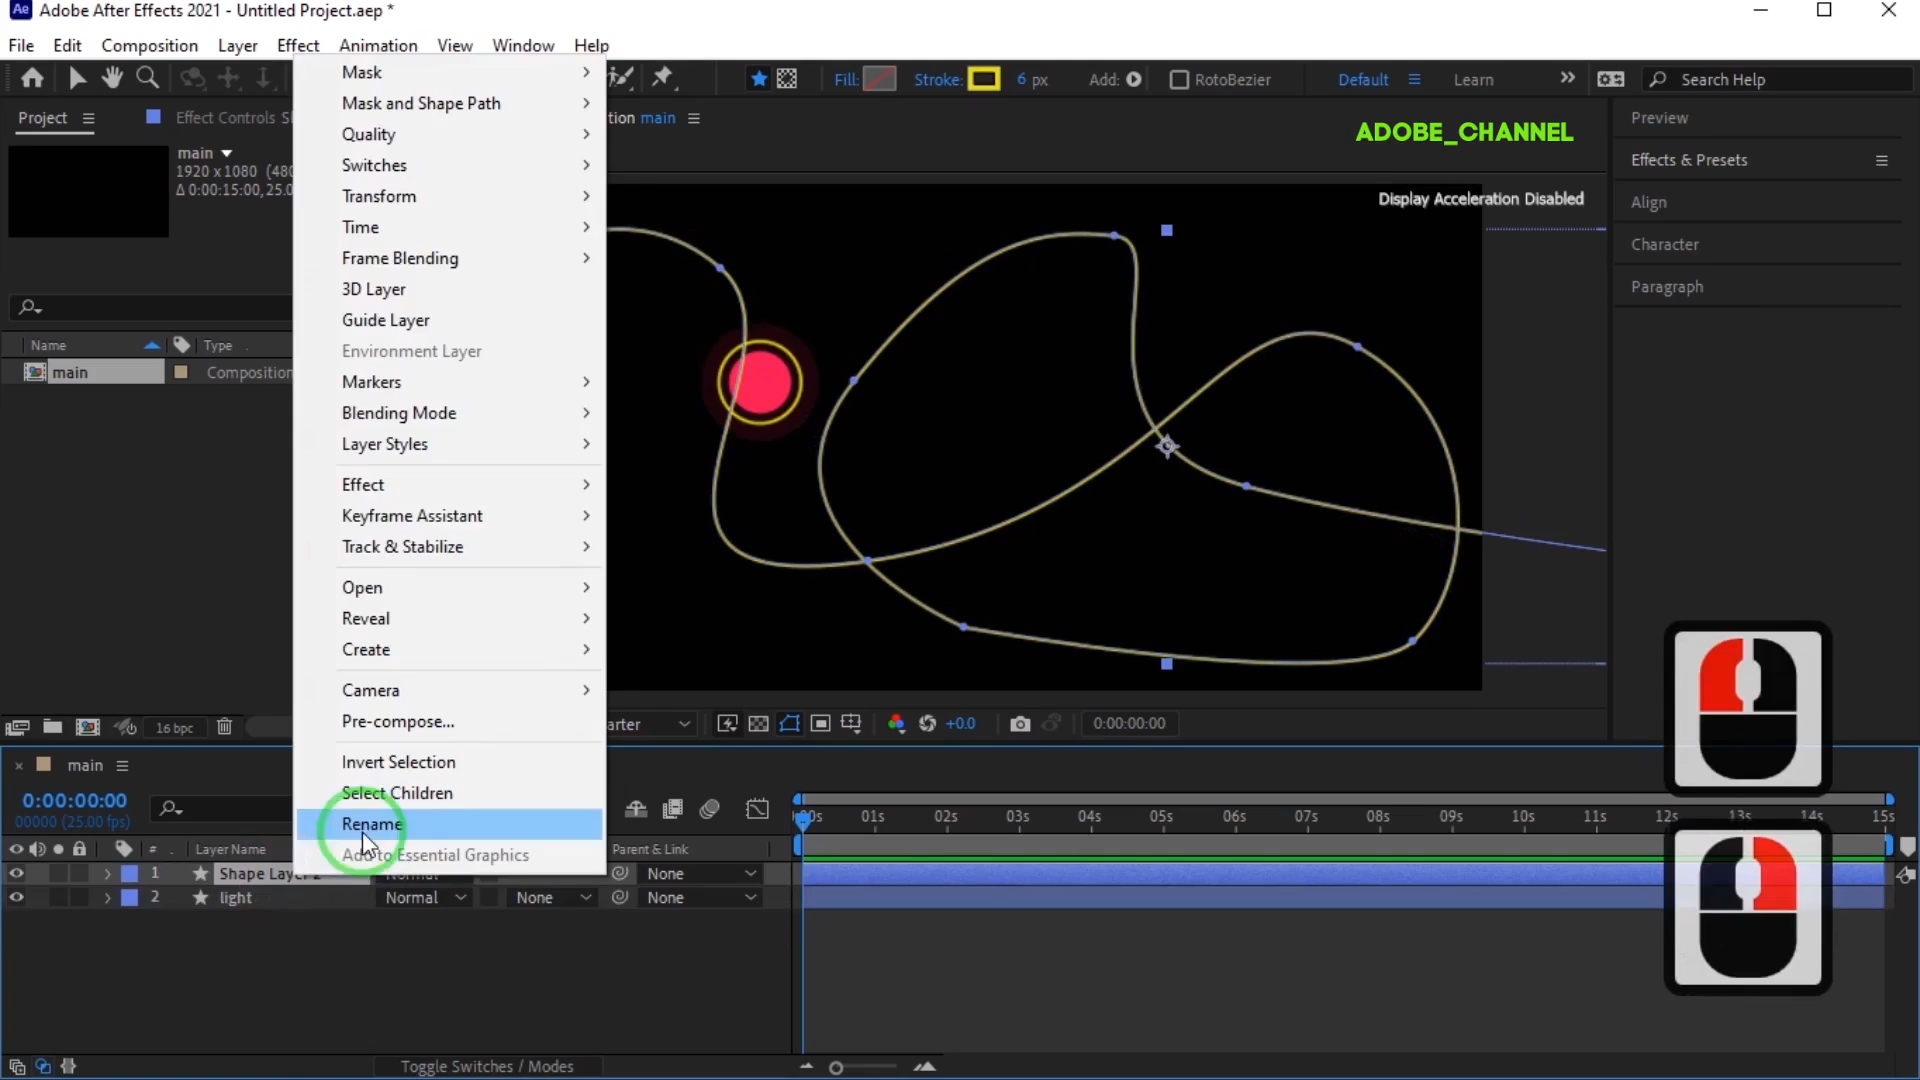 Ae Adobe After Effects 2021 - Untitled Project.aep *
File Edit Composition Layer Effect Animation View Window Help
Fill: Stroke: 6 px Add: RotoBezier Default Learn Search Help
Project Effect Controls S
main
1920 x 1080 (480
Δ 0:00:15:00, 25.0
Name Type
main Composition
16 bpc
Mask
Mask and Shape Path
Quality
Switches
Transform
Time
Frame Blending
3D Layer
Guide Layer
Environment Layer
Markers
Blending Mode
Layer Styles
Effect
Keyframe Assistant
Track & Stabilize
Open
Reveal
Create
Camera
Pre-compose...
Invert Selection
Select Children
Rename
Add to Essential Graphics
tion main
ADOBE_CHANNEL
Display Acceleration Disabled
arter +0.0 0:00:00:00
Preview
Effects & Presets
Align
Character
Paragraph
main
0:00:00:00
00000 (25.00 fps)
# Layer Name Parent & Link
1 Shape Layer 2 Normal None
2 light Normal None None
0s 01s 02s 03s 04s 05s 06s 07s 08s 09s 10s 11s 12s 13s 14s 15s
Toggle Switches / Modes